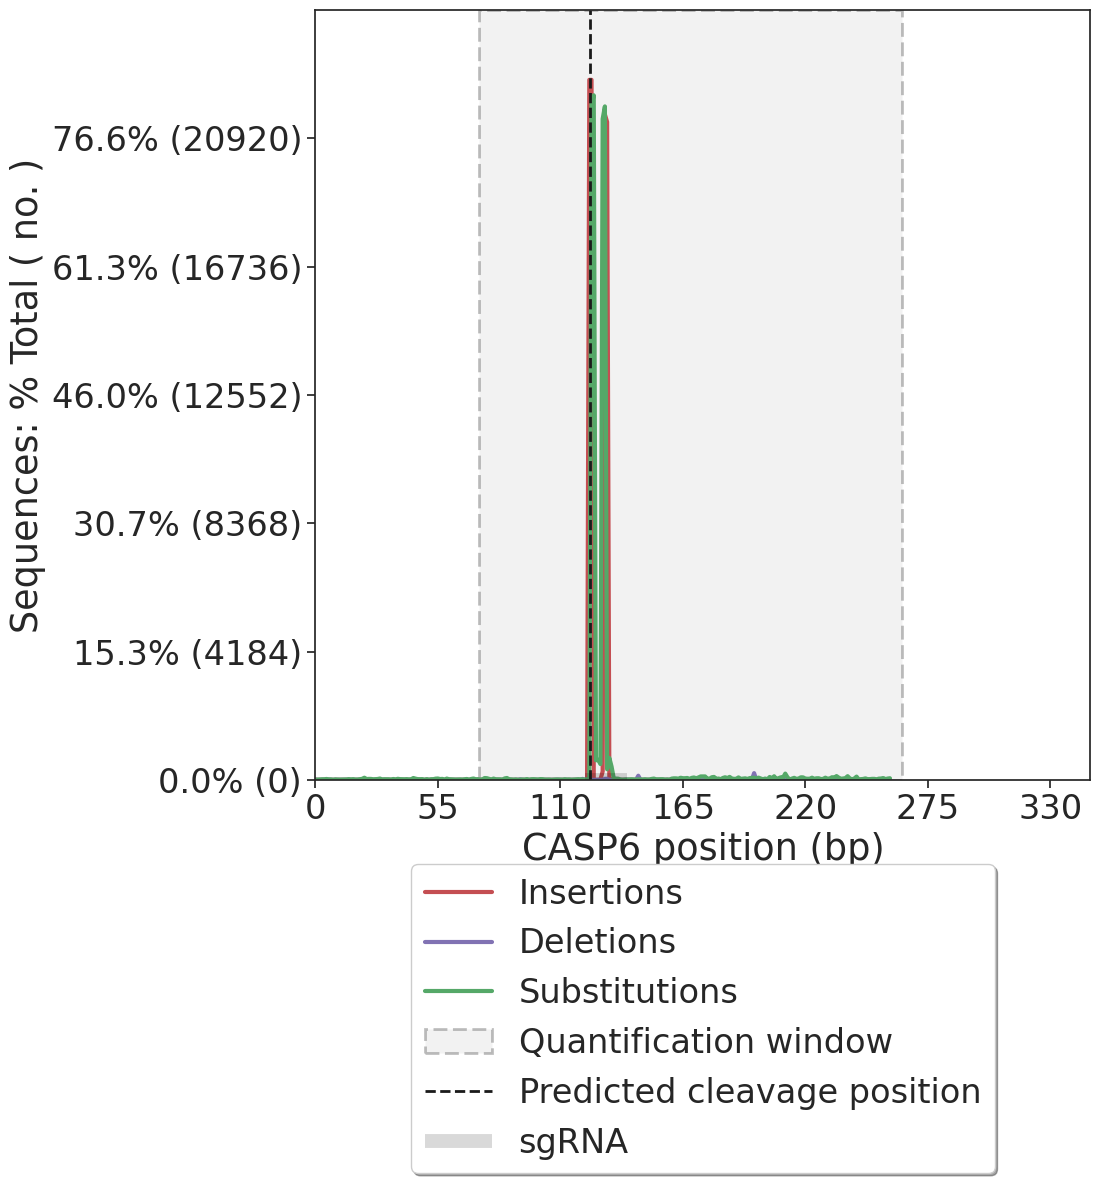 Sequences: % Total ( no. )
76.6% (20920)
61.3% (16736)
46.0% (12552)
30.7% (8368)
15.3% (4184)
0.0% (0)
0 55 110 165 220 275 330
CASP6 position (bp)
Insertions
Deletions
Substitutions
Quantification window
Predicted cleavage position
sgRNA